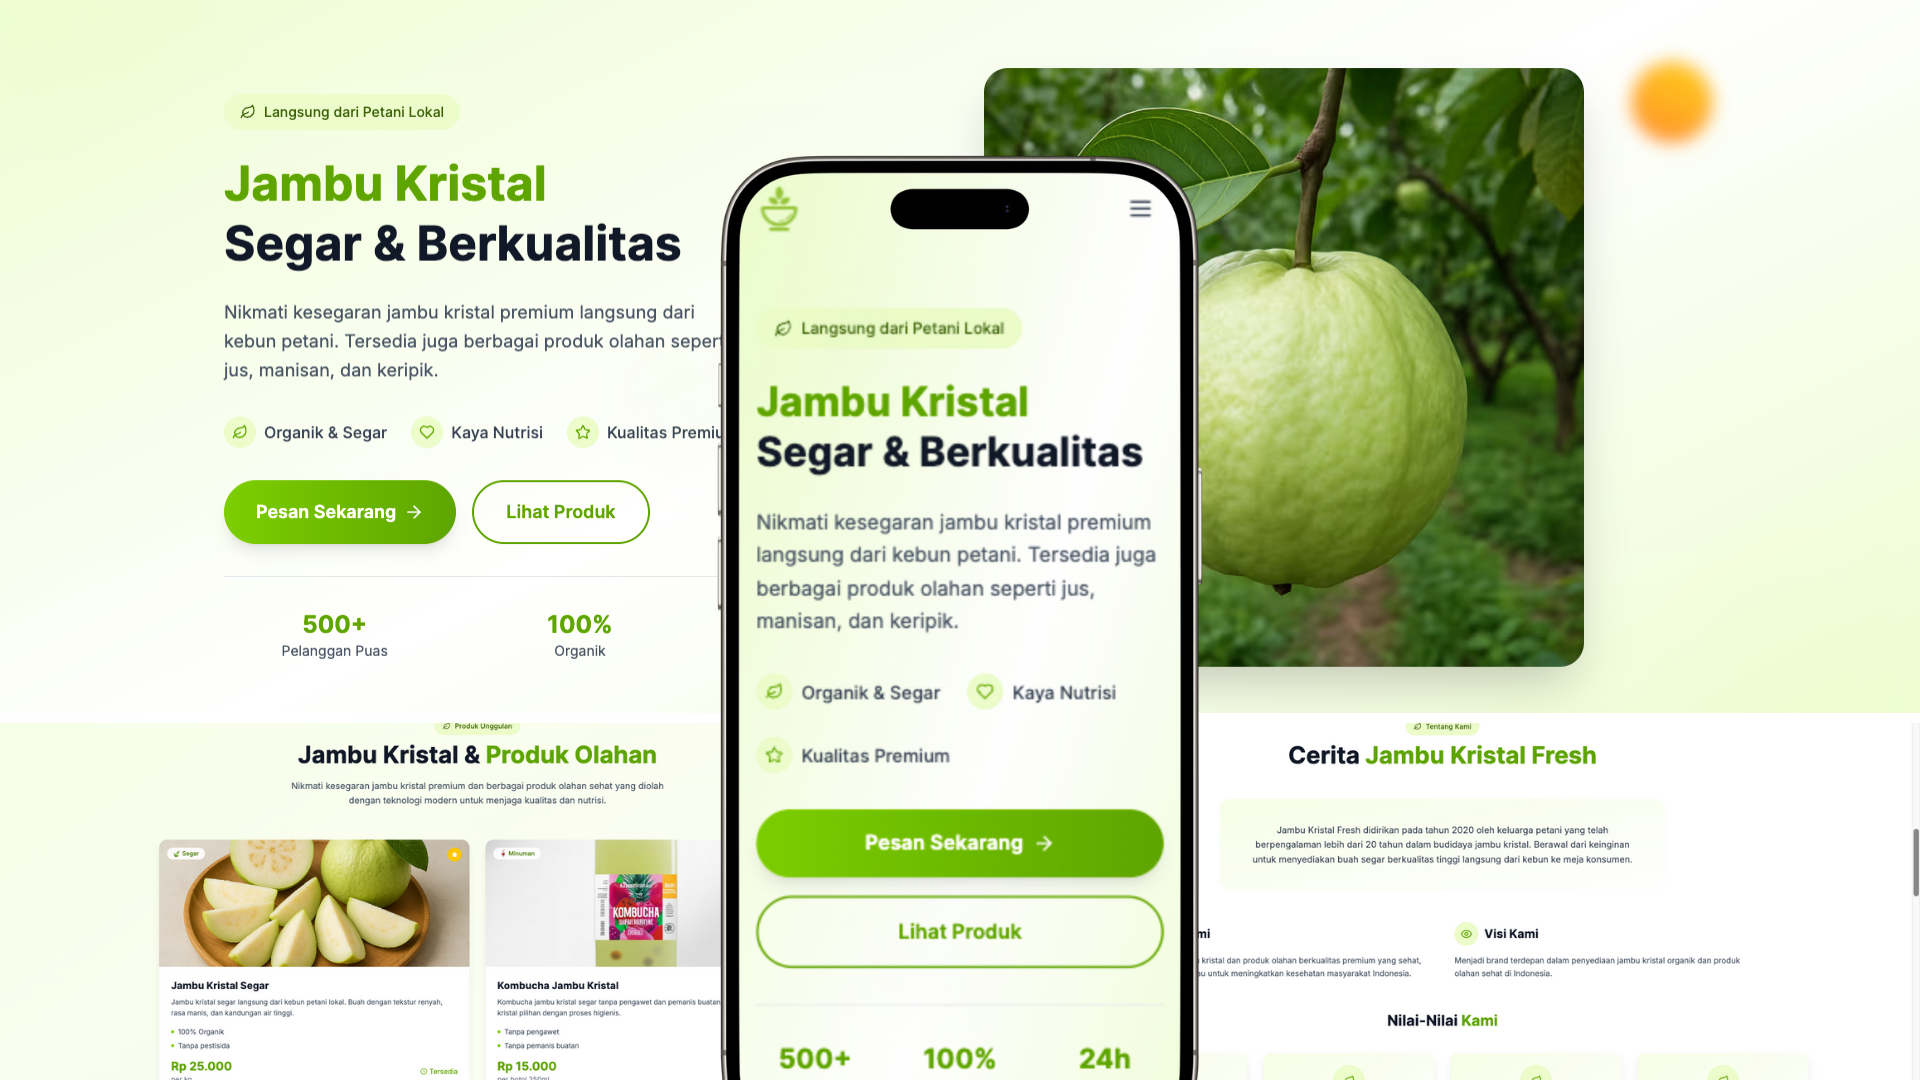 Langsung dari Petani Lokal
Jambu Kristal
Segar & Berkualitas
Nikmati kesegaran jambu kristal premium langsung dari
kebun petani. Tersedia juga berbagai produk olahan seperti
jus, manisan, dan keripik.
Organik & Segar
Kaya Nutrisi
Kualitas Premiu
Pesan Sekarang →
Lihat Produk
500+
Pelanggan Puas
100%
Organik
Langsung dari Petani Lokal
Jambu Kristal
Segar & Berkualitas
Nikmati kesegaran jambu kristal premium
langsung dari kebun petani. Tersedia juga
berbagai produk olahan seperti jus,
manisan, dan keripik.
Organik & Segar
Kaya Nutrisi
Kualitas Premium
Pesan Sekarang →
Lihat Produk
500+
100%
24h
Produk Unggulan
Jambu Kristal & Produk Olahan
Nikmati kesegaran jambu kristal premium dan berbagai produk olahan sehat yang diolah
dengan teknologi modern untuk menjaga kualitas dan nutrisi.
Segar
Jambu Kristal Segar
Jambu kristal segar langsung dari kebun petani lokal. Buah dengan tekstur renyah,
rasa manis, dan kandungan air tinggi.
100% Organik
Tanpa pestisida
Rp 25.000
per kg
Tersedia
Minuman
KOMBUCHA
Kombucha Jambu Kristal
Kombucha jambu kristal segar tanpa pengawet dan pemanis buatan,
kristal pilihan dengan proses higienis.
Tanpa pengawet
Tanpa pemanis buatan
Rp 15.000
per botol 250ml
Tentang Kami
Cerita Jambu Kristal Fresh
Jambu Kristal Fresh didirikan pada tahun 2020 oleh keluarga petani yang telah
berpengalaman lebih dari 20 tahun dalam budidaya jambu kristal. Berawal dari keinginan
untuk menyediakan buah segar berkualitas tinggi langsung dari kebun ke meja konsumen.
mi
kristal dan produk olahan berkualitas premium yang sehat,
untuk meningkatkan kesehatan masyarakat Indonesia.
Visi Kami
Menjadi brand terdepan dalam penyediaan jambu kristal organik dan produk
olahan sehat di Indonesia.
Nilai-Nilai Kami